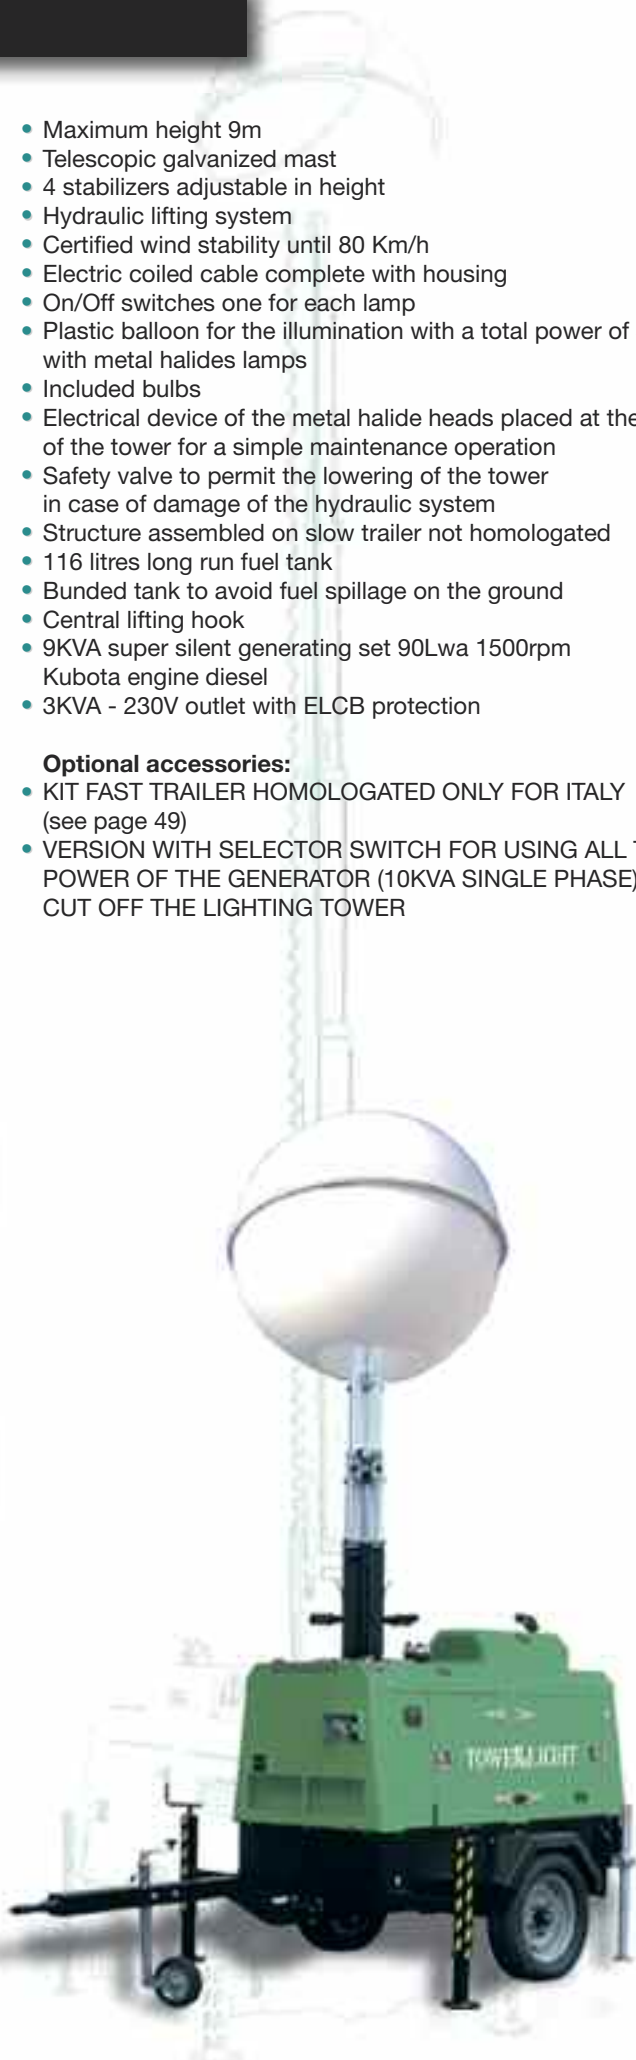 • Maximum height 9m
• Telescopic galvanized mast
• 4 stabilizers adjustable in height
• Hydraulic lifting system
• Certified wind stability until 80 Km/h
• Electric coiled cable complete with housing
• On/Off switches one for each lamp
• Plastic balloon for the illumination with a total power of
with metal halides lamps
• Included bulbs
• Electrical device of the metal halide heads placed at the
of the tower for a simple maintenance operation
• Safety valve to permit the lowering of the tower
in case of damage of the hydraulic system
• Structure assembled on slow trailer not homologated
• 116 litres long run fuel tank
• Bunded tank to avoid fuel spillage on the ground
• Central lifting hook
• 9KVA super silent generating set 90Lwa 1500rpm
Kubota engine diesel
• 3KVA - 230V outlet with ELCB protection
Optional accessories:
• KIT FAST TRAILER HOMOLOGATED ONLY FOR ITALY
(see page 49)
• VERSION WITH SELECTOR SWITCH FOR USING ALL
POWER OF THE GENERATOR (10KVA SINGLE PHASE)
CUT OFF THE LIGHTING TOWER
TOWERLIGHT